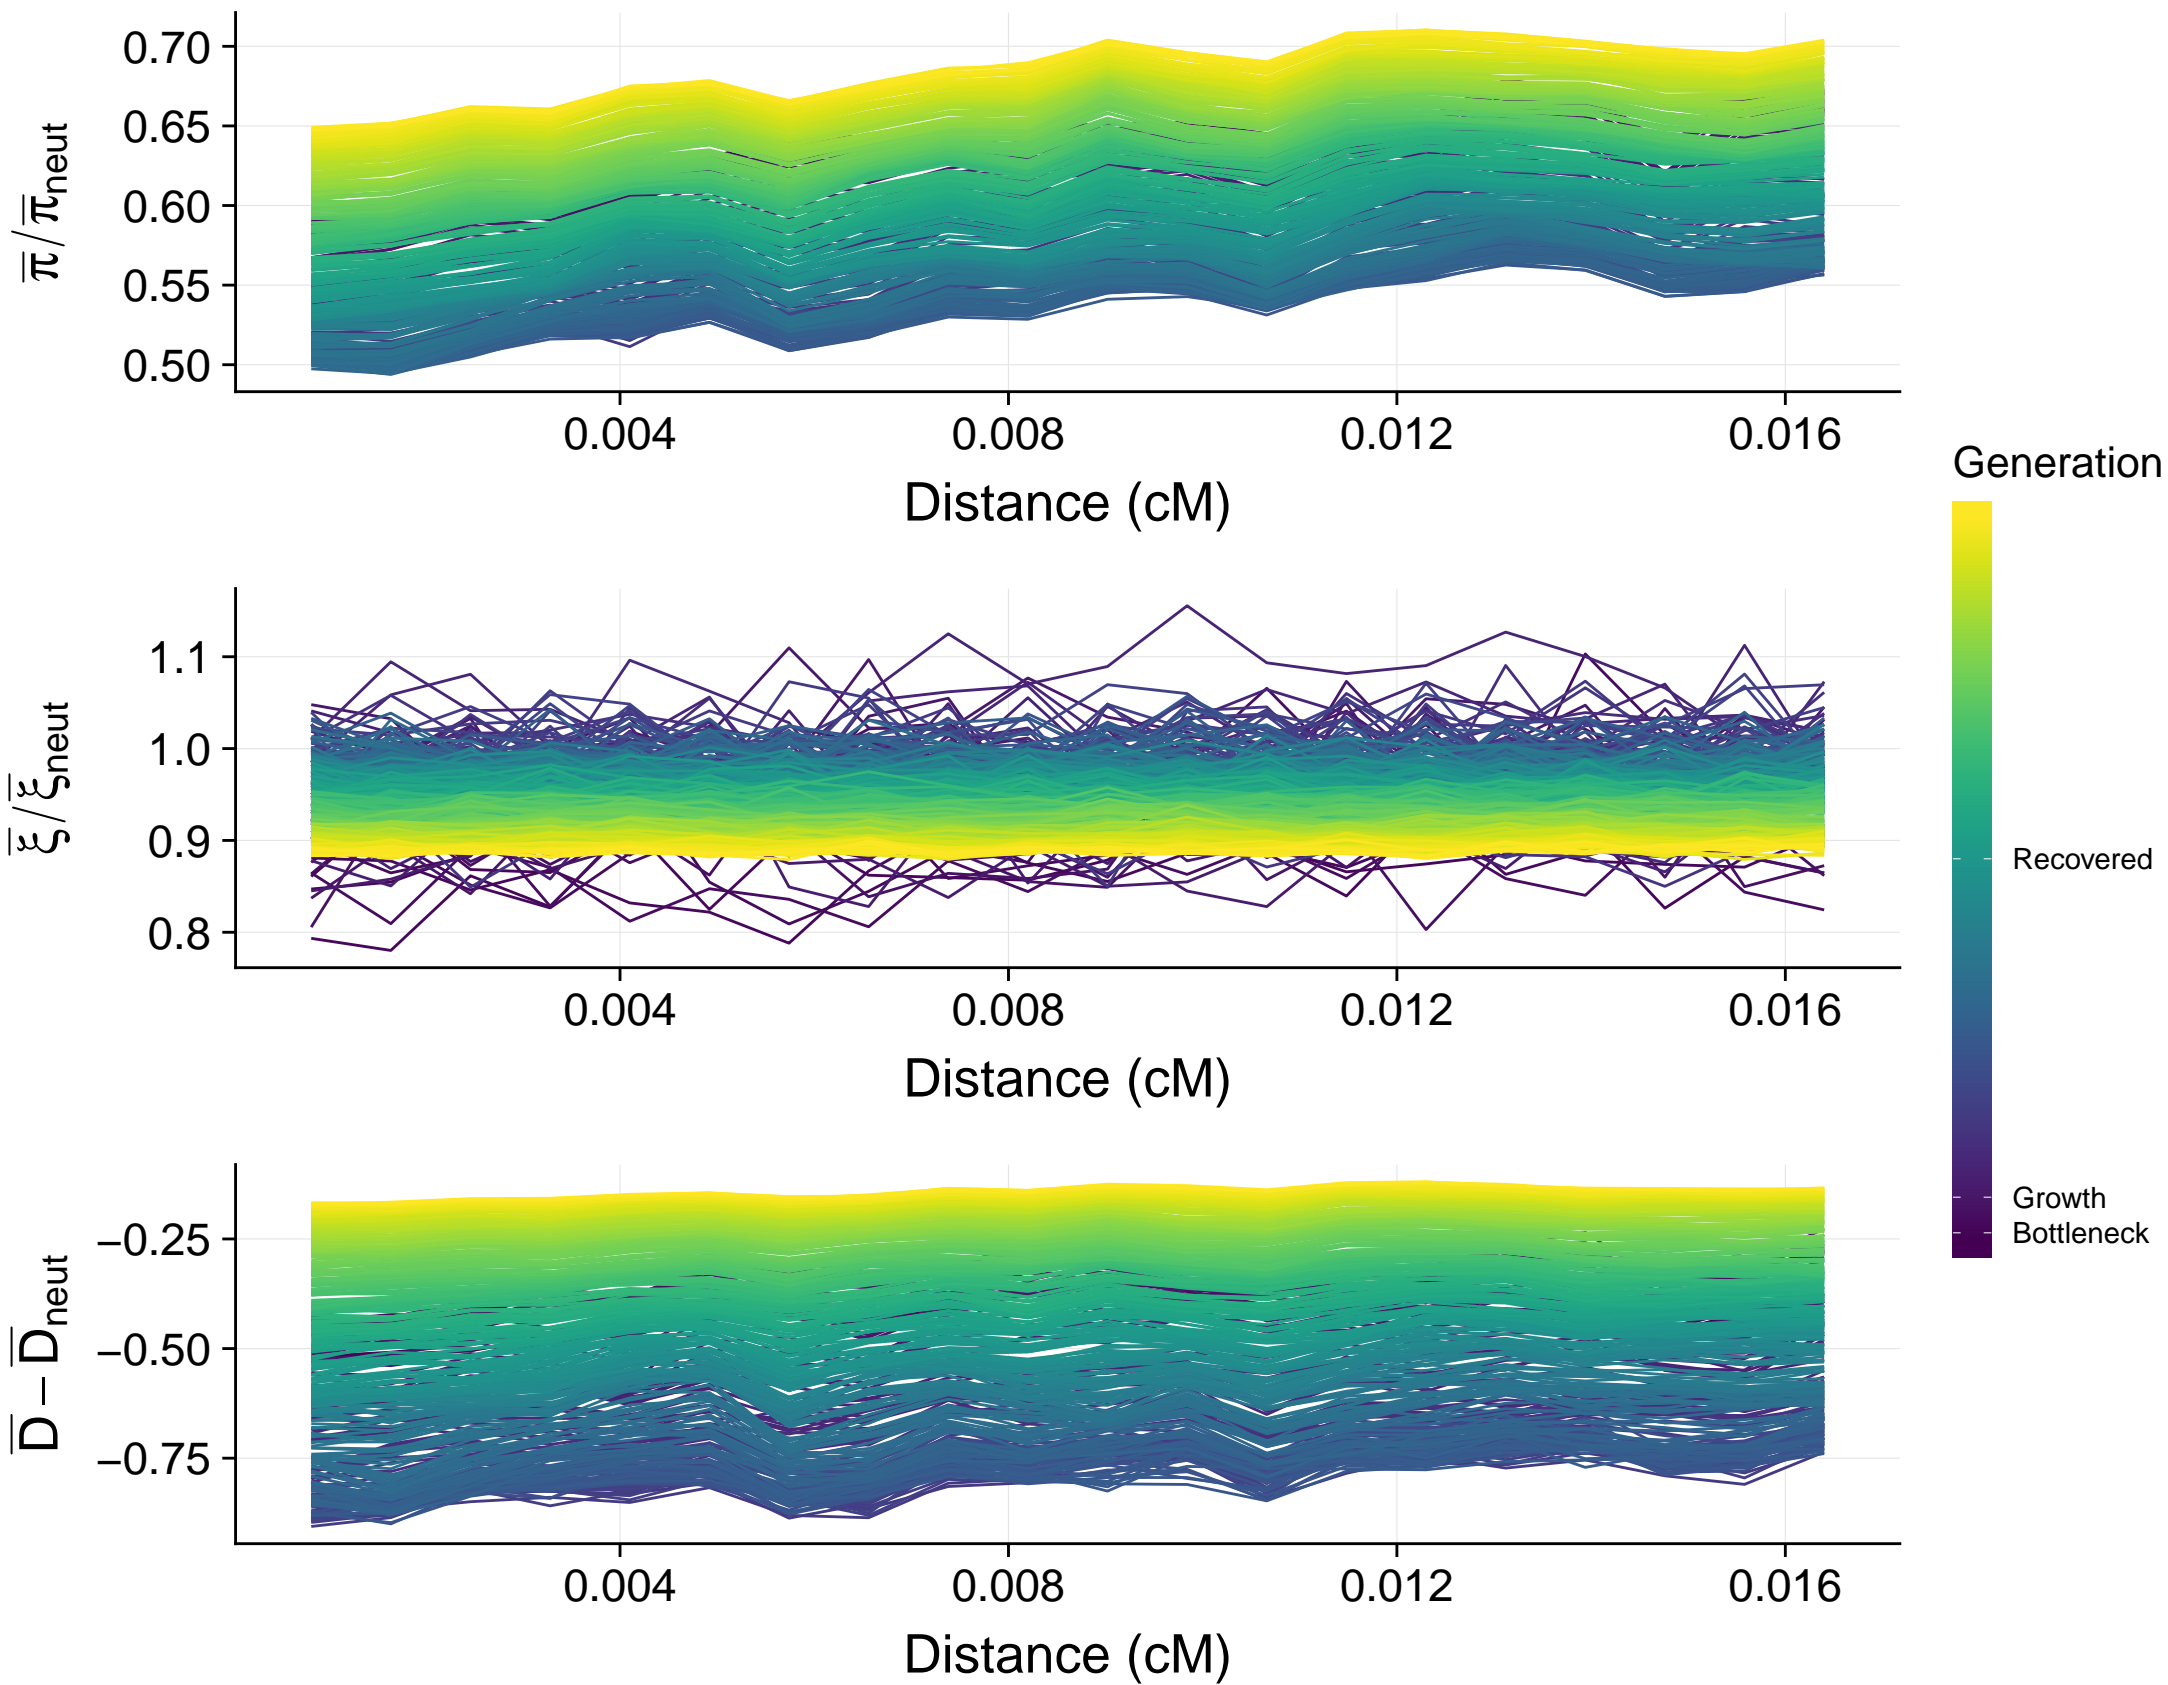 π̅/π̅neut
0.70
0.65
0.60
0.55
0.50
0.004 0.008 0.012 0.016
Distance (cM)
ξ̅/ξ̅neut
1.1
1.0
0.9
0.8
0.004 0.008 0.012 0.016
Distance (cM)
D̅−D̅neut
−0.25
−0.50
−0.75
0.004 0.008 0.012 0.016
Distance (cM)
Generation
Recovered
Growth
Bottleneck